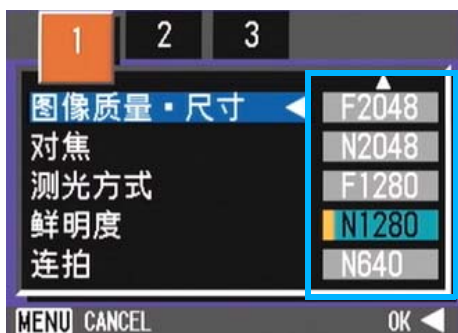 1 2 3
图像质量·尺寸 F2048
对焦 N2048
测光方式 F1280
鲜明度 N1280
连拍 N640
MENU CANCEL OK